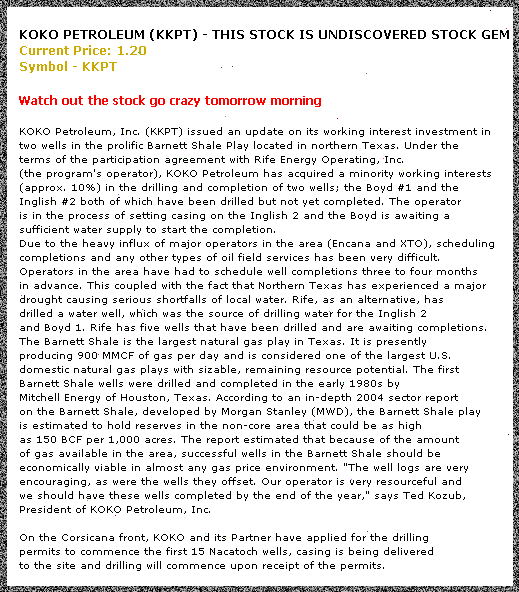 KOKO PETROLEUM (KKPT) - THIS STOCK IS UNDISCOVERED STOCK GEM
Current Price: 1.20
Symbol - KKPT
Watch out the stock go crazy tomorrow morning
KOKO Petroleum, Inc. (KKPT) issued an update on its working interest investment in
two wells in the prolific Barnett Shale Play located in northern Texas. Under the
terms of the participation agreement with Rife Energy Operating, Inc.
(the program's operator), KOKO Petroleum has acquired a minority working interests
(approx. 10%) in the drilling and completion of two wells; the Boyd #1 and the
Inglish #2 both of which have been drilled but not yet completed. The operator
is in the process of setting casing on the Inglish 2 and the Boyd is awaiting a
sufficient water supply to start the completion.
Due to the heavy influx of major operators in the area (Encana and XTO), scheduling
completions and any other types of oil field services has been very difficult.
Operators in the area have had to schedule well completions three to four months
in advance. This coupled with the fact that Northern Texas has experienced a major
drought causing serious shortfalls of local water. Rife, as an alternative, has
drilled a water well, which was the source of drilling water for the Inglish 2
and Boyd 1. Rife has five wells that have been drilled and are awaiting completions.
The Barnett Shale is the largest natural gas play in Texas. It is presently
producing 900 MMCF of gas per day and is considered one of the largest U.S.
domestic natural gas plays with sizable, remaining resource potential. The first
Barnett Shale wells were drilled and completed in the early 1980s by
Mitchell Energy of Houston, Texas. According to an in-depth 2004 sector report
on the Barnett Shale, developed by Morgan Stanley (MWD), the Barnett Shale play
is estimated to hold reserves in the non-core area that could be as high
as 150 BCF per 1,000 acres. The report estimated that because of the amount
of gas available in the area, successful wells in the Barnett Shale should be
economically viable in almost any gas price environment. "The well logs are very
encouraging, as were the wells they offset. Our operator is very resourceful and
we should have these wells completed by the end of the year," says Ted Kozub,
President of KOKO Petroleum, Inc.
On the Corsicana front, KOKO and its Partner have applied for the drilling
permits to commence the first 15 Nacatoch wells, casing is being delivered
to the site and drilling will commence upon receipt of the permits.